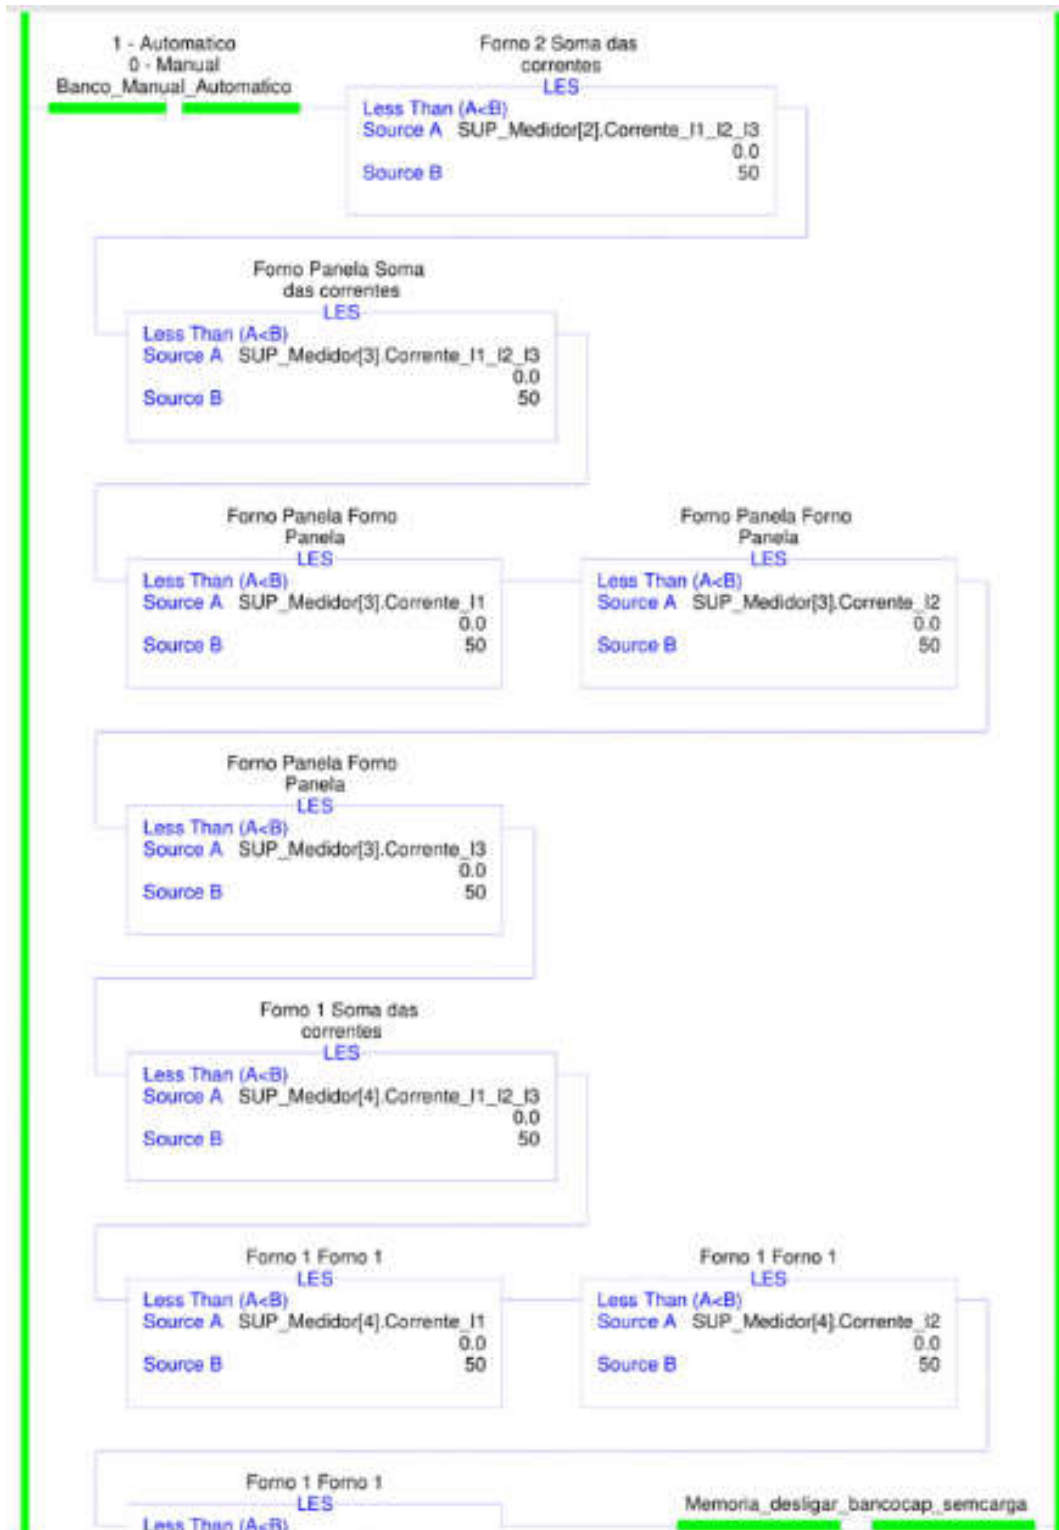 1 - Automatico
0 - Manual
Banco_Manual_Automatico
Forno 2 Soma das
correntes
LES
Less Than (A<B)
Source A SUP_Medidor[2].Corrente_I1_I2_I3
0.0
Source B 50
Forno Panela Soma
das correntes
LES
Less Than (A<B)
Source A SUP_Medidor[3].Corrente_I1_I2_I3
0.0
Source B 50
Forno Panela Forno
Panela
LES
Less Than (A<B)
Source A SUP_Medidor[3].Corrente_I1
0.0
Source B 50
Forno Panela Forno
Panela
LES
Less Than (A<B)
Source A SUP_Medidor[3].Corrente_I2
0.0
Source B 50
Forno Panela Forno
Panela
LES
Less Than (A<B)
Source A SUP_Medidor[3].Corrente_I3
0.0
Source B 50
Forno 1 Soma das
correntes
LES
Less Than (A<B)
Source A SUP_Medidor[4].Corrente_I1_I2_I3
0.0
Source B 50
Forno 1 Forno 1
LES
Less Than (A<B)
Source A SUP_Medidor[4].Corrente_I1
0.0
Source B 50
Forno 1 Forno 1
LES
Less Than (A<B)
Source A SUP_Medidor[4].Corrente_I2
0.0
Source B 50
Forno 1 Forno 1
LES
Less Than (A<B)
Memoria_desligar_bancocap_semcarga